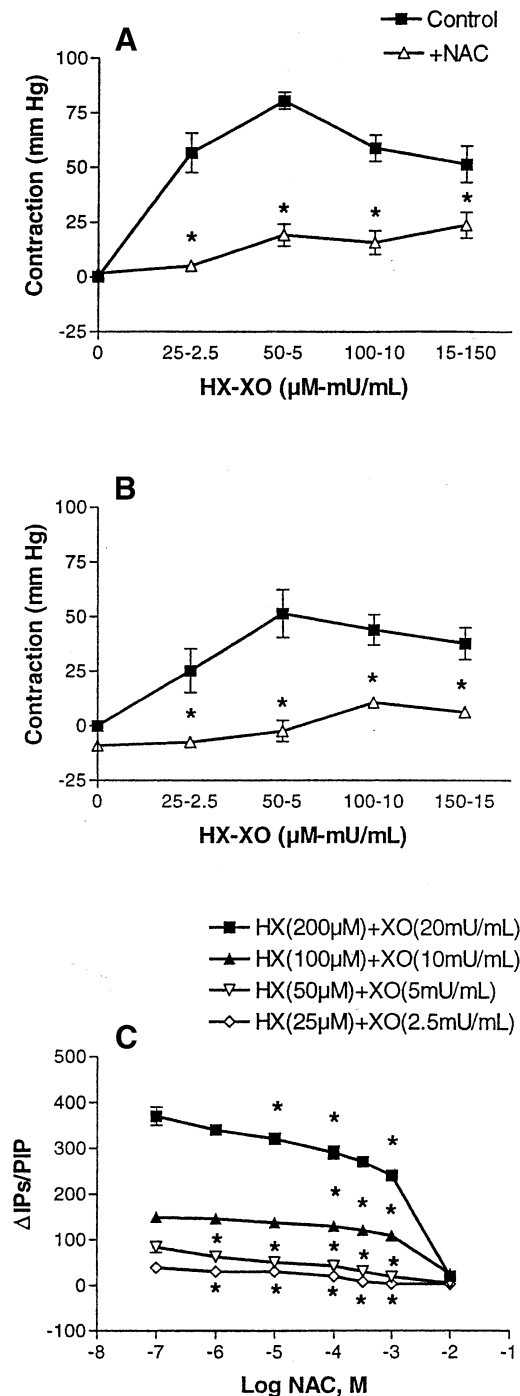 A
Control
+NAC
Contraction (mm Hg)
100
75
50
25
0
-25
*
*
*
*
0
25-2.5
50-5
100-10
15-150
HX-XO (µM-mU/mL)
B
Contraction (mm Hg)
100
75
50
25
0
-25
*
*
*
*
0
25-2.5
50-5
100-10
150-15
HX-XO (µM-mU/mL)
HX(200µM)+XO(20mU/mL)
HX(100µM)+XO(10mU/mL)
HX(50µM)+XO(5mU/mL)
HX(25µM)+XO(2.5mU/mL)
C
ΔIPs/PIP
500
400
300
200
100
0
-100
* * *
* * *
* * * * *
* * * * *
-8
-7
-6
-5
-4
-3
-2
-1
Log NAC, M